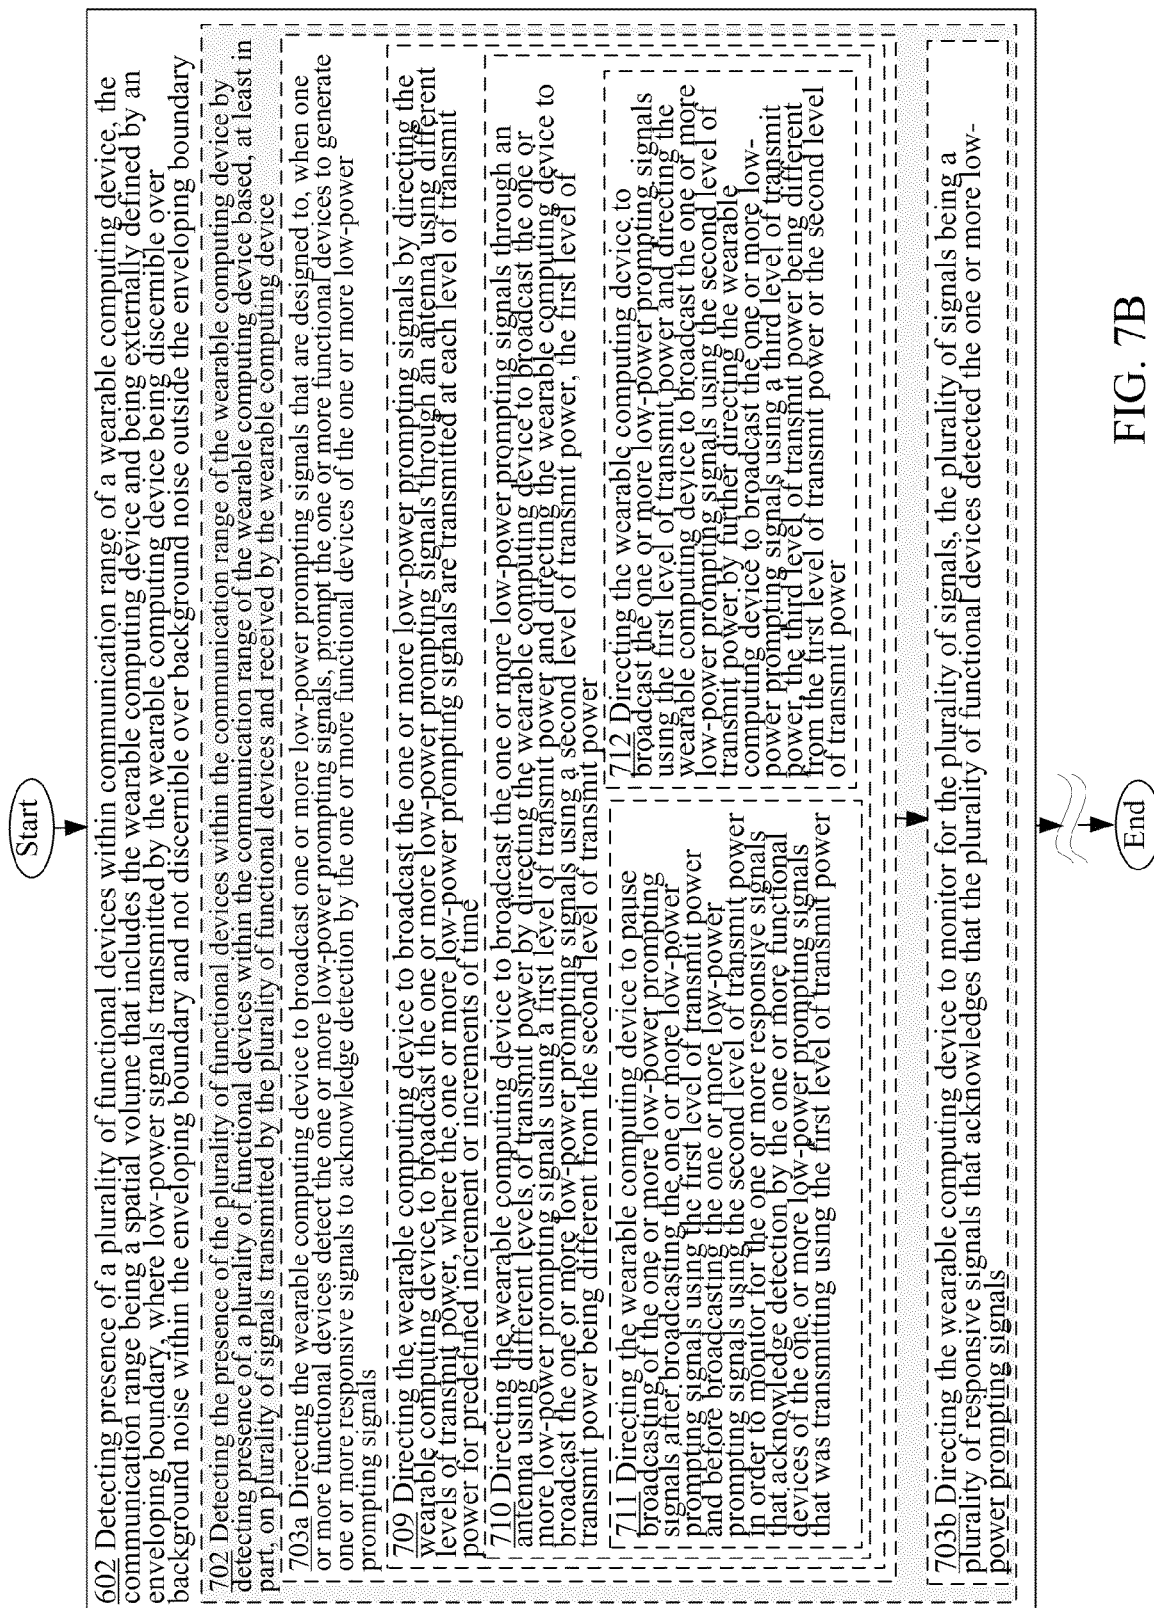 Start
602 Detecting presence of a plurality of functional devices within communication range of a wearable computing device, the
communication range being a spatial volume that includes the wearable computing device and being externally defined by an
enveloping boundary, where low-power signals transmitted by the wearable computing device being discernible over
background noise within the enveloping boundary and not discernible over background noise outside the enveloping boundary
702 Detecting the presence of the plurality of functional devices within the communication range of the wearable computing device by
detecting presence of a plurality of functional devices within the communication range of the wearable computing device based, at least in
part, on plurality of signals transmitted by the plurality of functional devices and received by the wearable computing device
703a Directing the wearable computing device to broadcast one or more low-power prompting signals that are designed to, when one
or more functional devices detect the one or more low-power prompting signals, prompt the one or more functional devices to generate
one or more responsive signals to acknowledge detection by the one or more functional devices of the one or more low-power
prompting signals
709 Directing the wearable computing device to broadcast the one or more low-power prompting signals by directing the
wearable computing device to broadcast the one or more low-power prompting signals through an antenna using different
levels of transmit power, where the one or more low-power prompting signals are transmitted at each level of transmit
power for predefined increment or increments of time
710 Directing the wearable computing device to broadcast the one or more low-power prompting signals through an
antenna using different levels of transmit power by directing the wearable computing device to broadcast the one or
more low-power prompting signals using a first level of transmit power and directing the wearable computing device to
broadcast the one or more low-power prompting signals using a second level of transmit power, the first level of
transmit power being different from the second level of transmit power
711 Directing the wearable computing device to pause
broadcasting of the one or more low-power prompting
signals after broadcasting the one or more low-power
prompting signals using the first level of transmit power
and before broadcasting the one or more low-power
prompting signals using the second level of transmit power
in order to monitor for the one or more responsive signals
that acknowledge detection by the one or more functional
devices of the one or more low-power prompting signals
that was transmitting using the first level of transmit power
712 Directing the wearable computing device to
broadcast the one or more low-power prompting signals
using the first level of transmit power and directing the
wearable computing device to broadcast the one or more
low-power prompting signals using the second level of
transmit power by further directing the wearable
computing device to broadcast the one or more low-
power prompting signals using a third level of transmit
power, the third level of transmit power being different
from the first level of transmit power or the second level
of transmit power
703b Directing the wearable computing device to monitor for the plurality of signals, the plurality of signals being a
plurality of responsive signals that acknowledges that the plurality of functional devices detected the one or more low-
power prompting signals
End
FIG. 7B